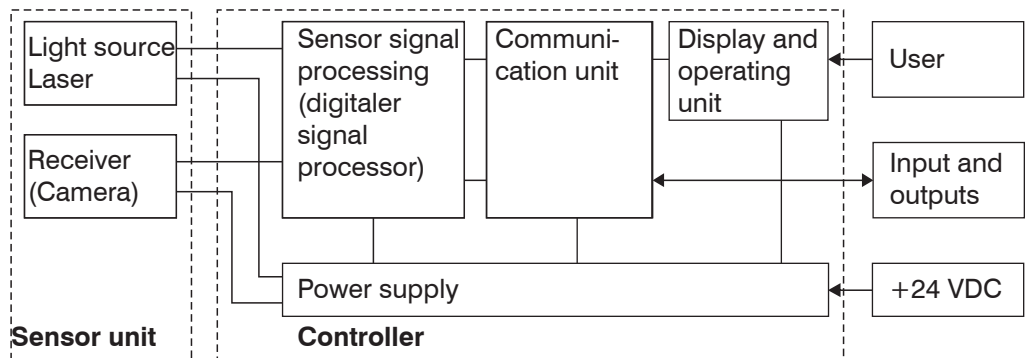 Light source
Laser
Receiver
(Camera)
Sensor unit
Sensor signal
processing
(digitaler
signal
processor)
Communi-
cation unit
Display and
operating
unit
Power supply
Controller
User
Input and
outputs
+24 VDC